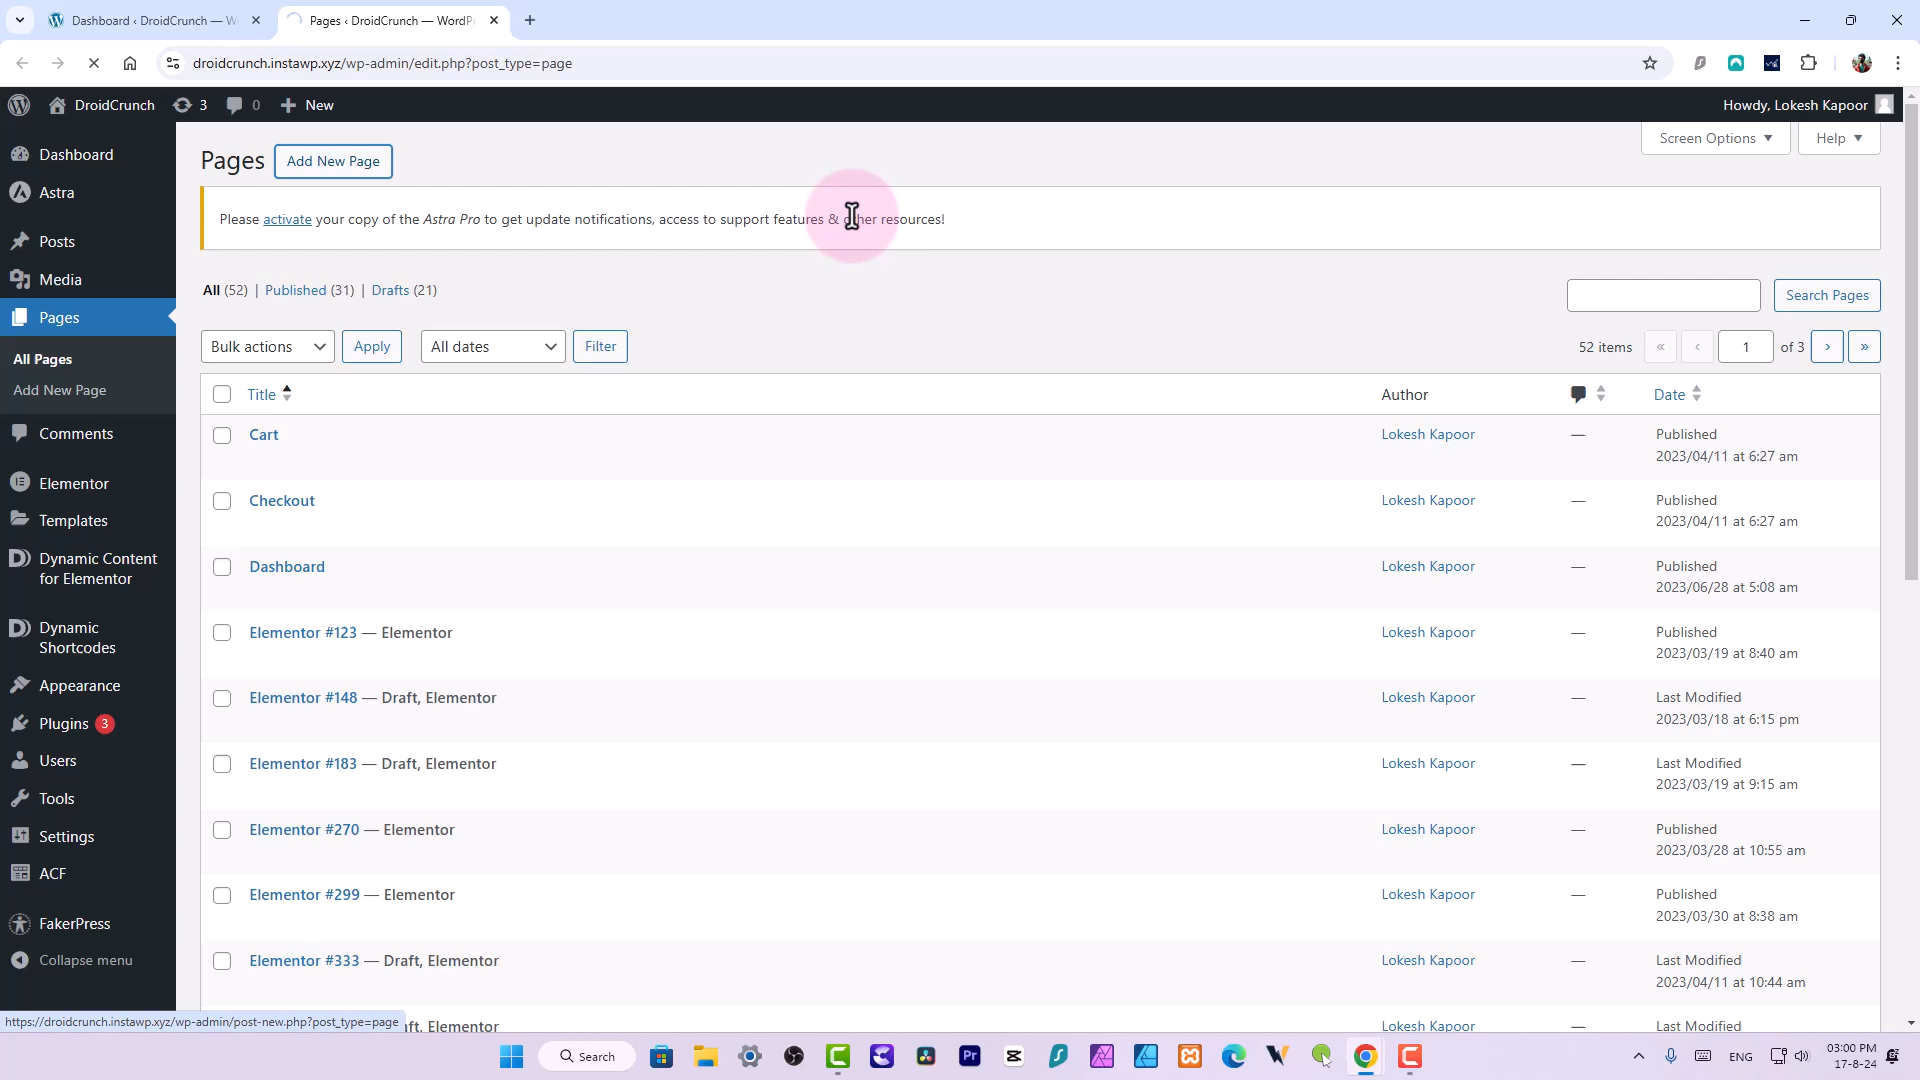 Dashboard ‹ DroidCrunch — W
Pages ‹ DroidCrunch — WordP
droidcrunch.instawp.xyz/wp-admin/edit.php?post_type=page
DroidCrunch 3 0 New
Howdy, Lokesh Kapoor
Screen Options Help
Pages Add New Page
Please activate your copy of the Astra Pro to get update notifications, access to support features & other resources!
All (52) | Published (31) | Drafts (21)
Search Pages
Bulk actions Apply All dates Filter
52 items « ‹ 1 of 3 › »
Title Author Date
Cart Lokesh Kapoor — Published
2023/04/11 at 6:27 am
Checkout Lokesh Kapoor — Published
2023/04/11 at 6:27 am
Dashboard Lokesh Kapoor — Published
2023/06/28 at 5:08 am
Elementor #123 — Elementor Lokesh Kapoor — Published
2023/03/19 at 8:40 am
Elementor #148 — Draft, Elementor Lokesh Kapoor — Last Modified
2023/03/18 at 6:15 pm
Elementor #183 — Draft, Elementor Lokesh Kapoor — Last Modified
2023/03/19 at 9:15 am
Elementor #270 — Elementor Lokesh Kapoor — Published
2023/03/28 at 10:55 am
Elementor #299 — Elementor Lokesh Kapoor — Published
2023/03/30 at 8:38 am
Elementor #333 — Draft, Elementor Lokesh Kapoor — Last Modified
2023/04/11 at 10:44 am
Elementor Lokesh Kapoor — Last Modified
Dashboard
Astra
Posts
Media
Pages
All Pages
Add New Page
Comments
Elementor
Templates
Dynamic Content
for Elementor
Dynamic
Shortcodes
Appearance
Plugins 3
Users
Tools
Settings
ACF
FakerPress
Collapse menu
https://droidcrunch.instawp.xyz/wp-admin/post-new.php?post_type=page
Search
ENG
03:00 PM
17-8-24